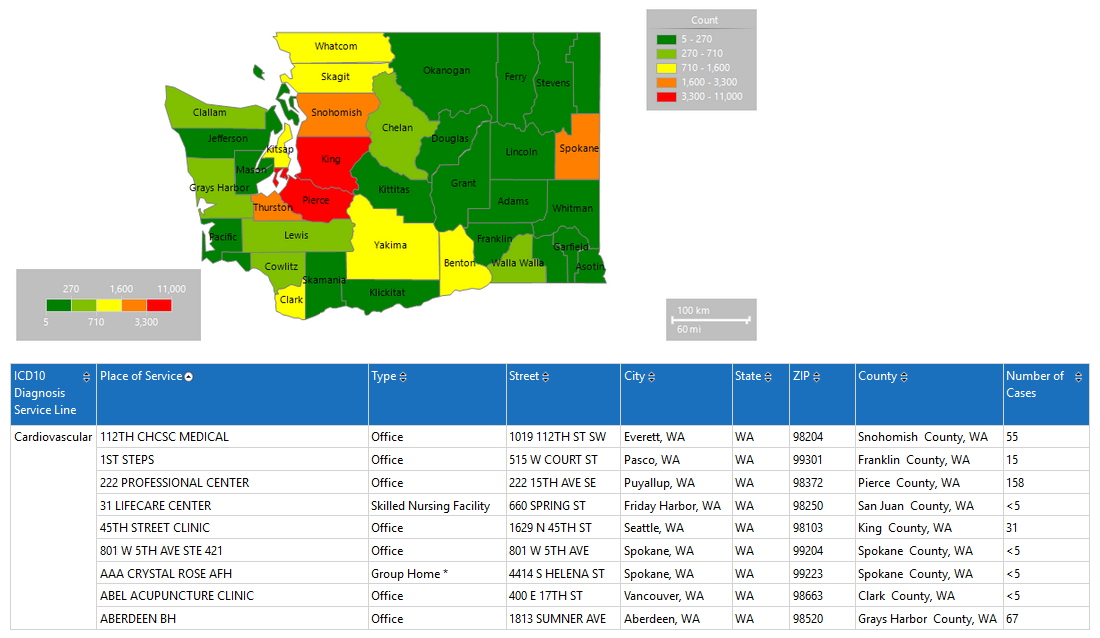 Count
5 - 270
270 - 710
710 - 1,600
1,600 - 3,300
3,300 - 11,000
Whatcom
Okanogan
Ferry
Stevens
Skagit
Snohomish
Clallam
Chelan
Jefferson
Douglas
Kitsap
Lincoln
Spokane
King
Mason
Grays Harbor
Kittitas
Grant
Pierce
Adams
Thurston
Whitman
Pacific
Lewis
Yakima
Franklin
Garfield
Cowlitz
Benton
Walla Walla
Asotin
Skamania
Klickitat
Clark
270 1,600 11,000
5 710 3,300
100 km
60 mi
ICD10 Diagnosis Service Line Place of Service Type Street City State ZIP County Number of Cases
Cardiovascular 112TH CHCSC MEDICAL Office 1019 112TH ST SW Everett, WA WA 98204 Snohomish County, WA 55
1ST STEPS Office 515 W COURT ST Pasco, WA WA 99301 Franklin County, WA 15
222 PROFESSIONAL CENTER Office 222 15TH AVE SE Puyallup, WA WA 98372 Pierce County, WA 158
31 LIFECARE CENTER Skilled Nursing Facility 660 SPRING ST Friday Harbor, WA WA 98250 San Juan County, WA <5
45TH STREET CLINIC Office 1629 N 45TH ST Seattle, WA WA 98103 King County, WA 31
801 W 5TH AVE STE 421 Office 801 W 5TH AVE Spokane, WA WA 99204 Spokane County, WA <5
AAA CRYSTAL ROSE AFH Group Home * 4414 S HELENA ST Spokane, WA WA 99223 Spokane County, WA <5
ABEL ACUPUNCTURE CLINIC Office 400 E 17TH ST Vancouver, WA WA 98663 Clark County, WA <5
ABERDEEN BH Office 1813 SUMNER AVE Aberdeen, WA WA 98520 Grays Harbor County, WA 67